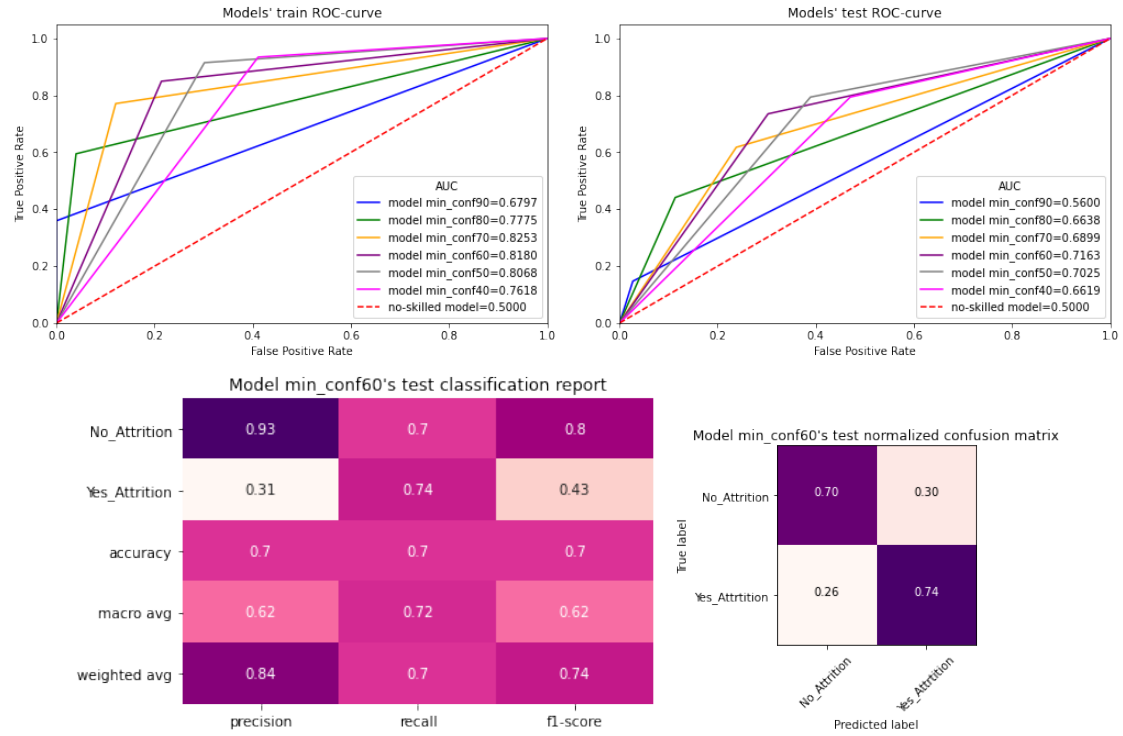 Models' train ROC-curve
1.0
0.8
0.6
0.4
0.2
0.0
True Positive Rate
AUC
model min_conf90=0.6797
model min_conf80=0.7775
model min_conf70=0.8253
model min_conf60=0.8180
model min_conf50=0.8068
model min_conf40=0.7618
no-skilled model=0.5000
0.0 0.2 0.4 0.6 0.8 1.0
False Positive Rate
Models' test ROC-curve
1.0
0.8
0.6
0.4
0.2
0.0
True Positive Rate
AUC
model min_conf90=0.5600
model min_conf80=0.6638
model min_conf70=0.6899
model min_conf60=0.7163
model min_conf50=0.7025
model min_conf40=0.6619
no-skilled model=0.5000
0.0 0.2 0.4 0.6 0.8 1.0
False Positive Rate
Model min_conf60's test classification report
No_Attrition 0.93 0.7 0.8
Yes_Attrition 0.31 0.74 0.43
accuracy 0.7 0.7 0.7
macro avg 0.62 0.72 0.62
weighted avg 0.84 0.7 0.74
precision recall f1-score
Model min_conf60's test normalized confusion matrix
True label
No_Attrition 0.70 0.30
Yes_Attrtition 0.26 0.74
No_Attrition Yes_Attrtition
Predicted label